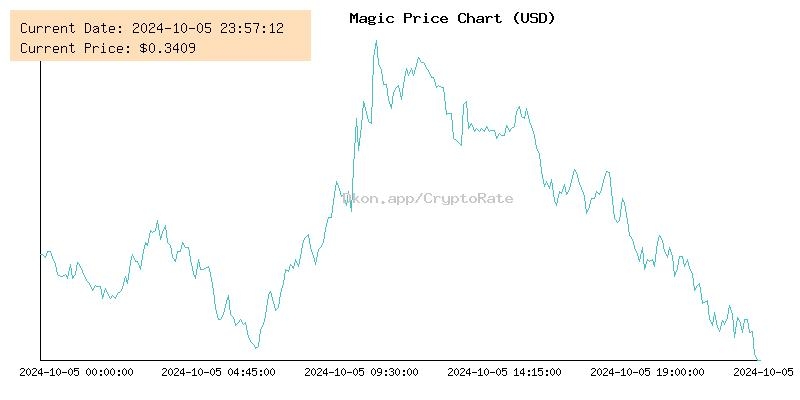 Magic Price Chart (USD)
Current Date: 2024-10-05 23:57:12
Current Price: $0.3409
.app/CryptoRate
2024-10-05 00:00:00
2024-10-05 04:45:00
2024-10-05 09:30:00
2024-10-05 14:15:00
2024-10-05 19:00:00
2024-10-05